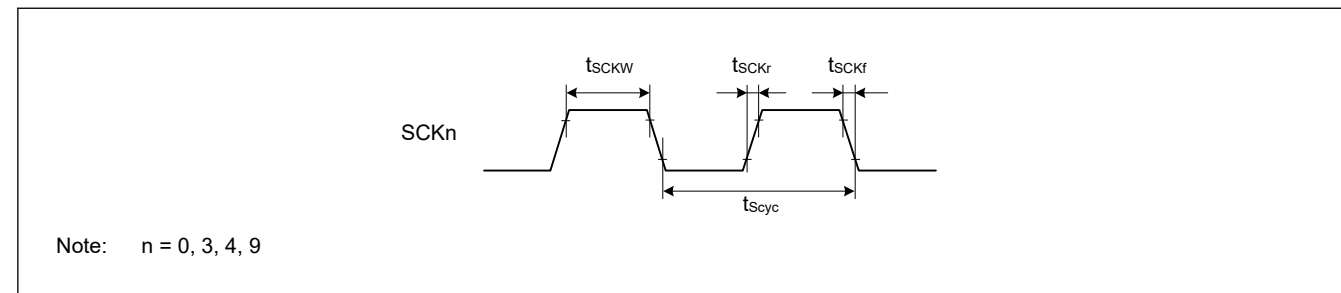 tSCKW tSCKr tSCKf
SCKn
tScyc
Note: n = 0, 3, 4, 9